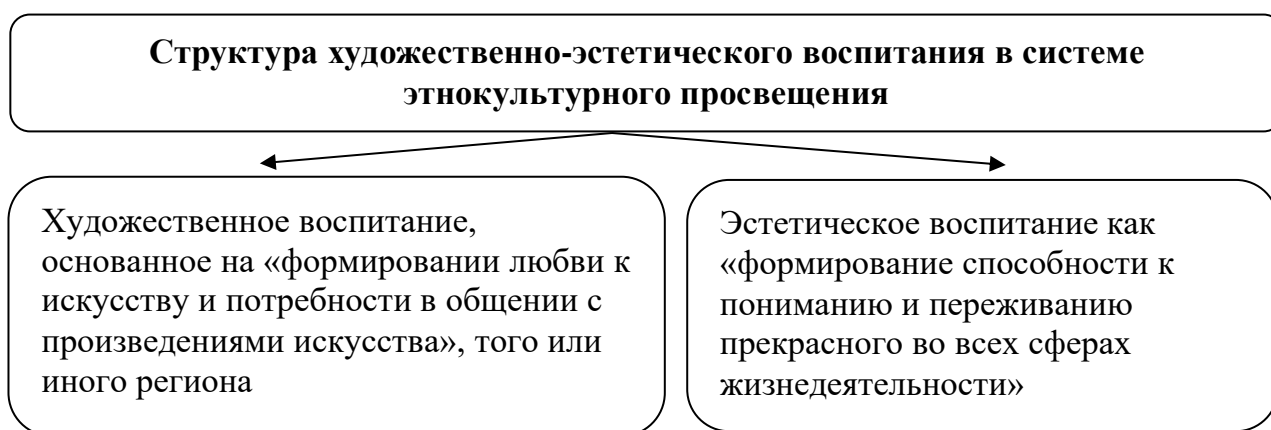 Структура художественно-эстетического воспитания в системе
этнокультурного просвещения
Художественное воспитание,
основанное на «формировании любви к
искусству и потребности в общении с
произведениями искусства», того или
иного региона
Эстетическое воспитание как
«формирование способности к
пониманию и переживанию
прекрасного во всех сферах
жизнедеятельности»